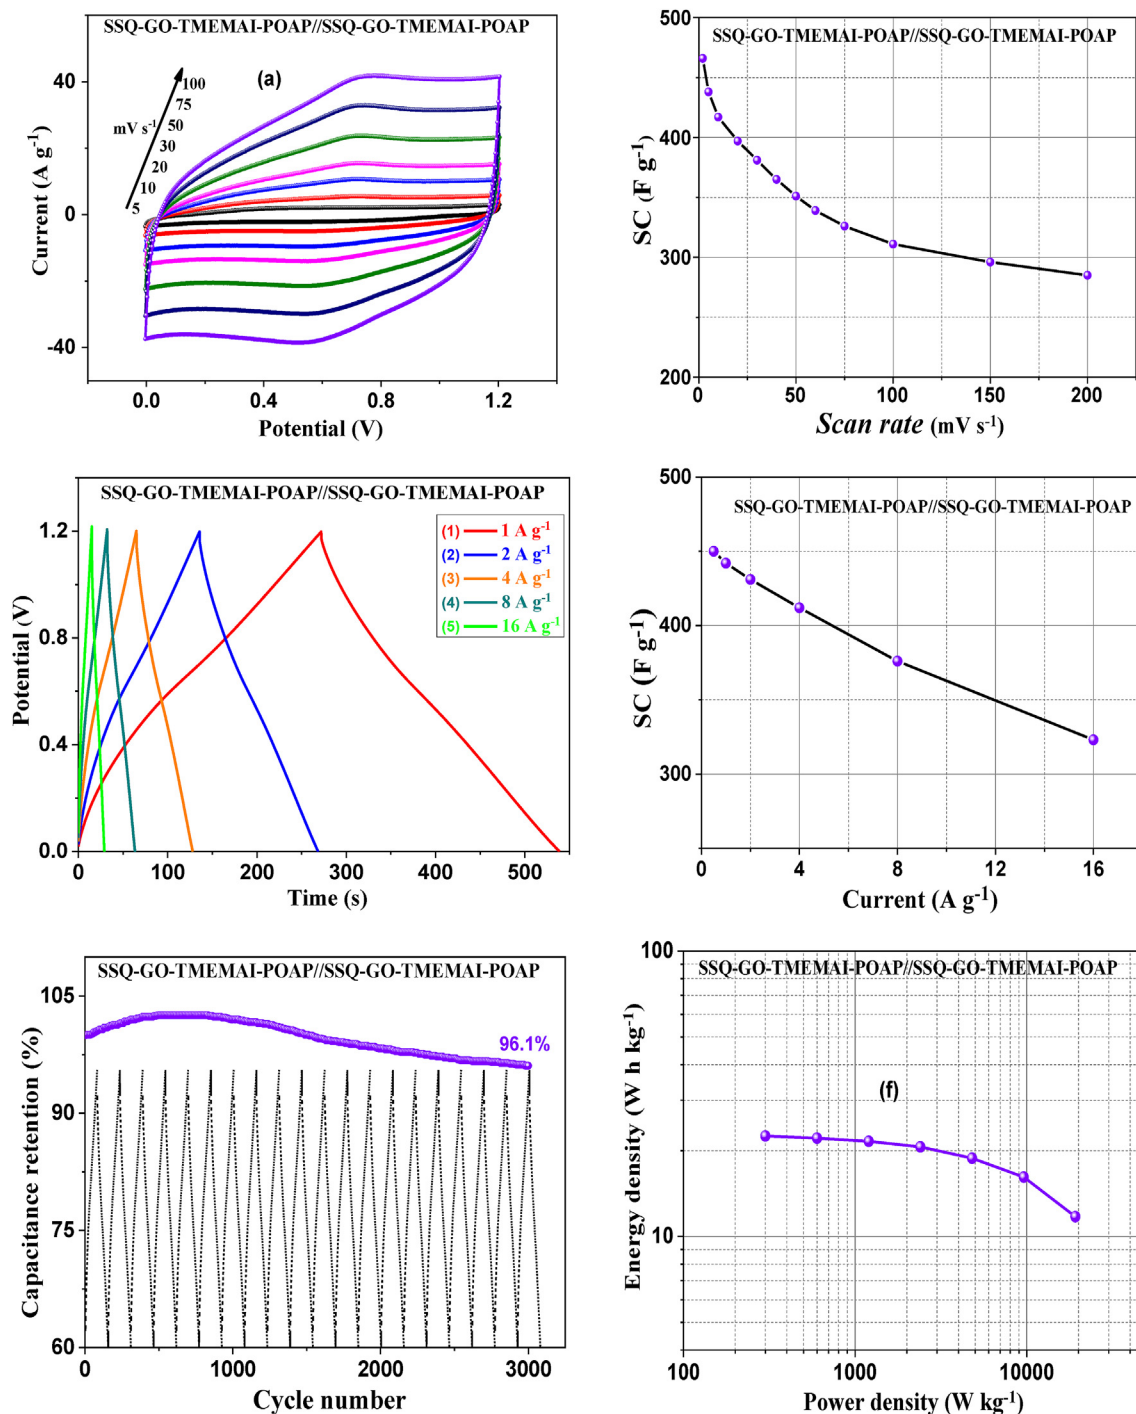 SSQ-GO-TMEMAI-POAP//SSQ-GO-TMEMAI-POAP
(a)
100
75
50
mV s-1
30
20
10
5
40
0
-40
Current (A g-1)
0.0 0.4 0.8 1.2
Potential (V)
SSQ-GO-TMEMAI-POAP//SSQ-GO-TMEMAI-POAP
500
400
300
200
SC (F g-1)
50 100 150 200
Scan rate (mV s-1)
SSQ-GO-TMEMAI-POAP//SSQ-GO-TMEMAI-POAP
(1) 1 A g-1
(2) 2 A g-1
(3) 4 A g-1
(4) 8 A g-1
(5) 16 A g-1
1.2
0.8
0.4
0.0
Potential (V)
0 100 200 300 400 500
Time (s)
SSQ-GO-TMEMAI-POAP//SSQ-GO-TMEMAI-POAP
500
400
300
SC (F g-1)
0 4 8 12 16
Current (A g-1)
SSQ-GO-TMEMAI-POAP//SSQ-GO-TMEMAI-POAP
105
90
75
60
96.1%
Capacitance retention (%)
0 1000 2000 3000
Cycle number
SSQ-GO-TMEMAI-POAP//SSQ-GO-TMEMAI-POAP
(f)
100
10
Energy density (W h kg-1)
100 1000 10000
Power density (W kg-1)